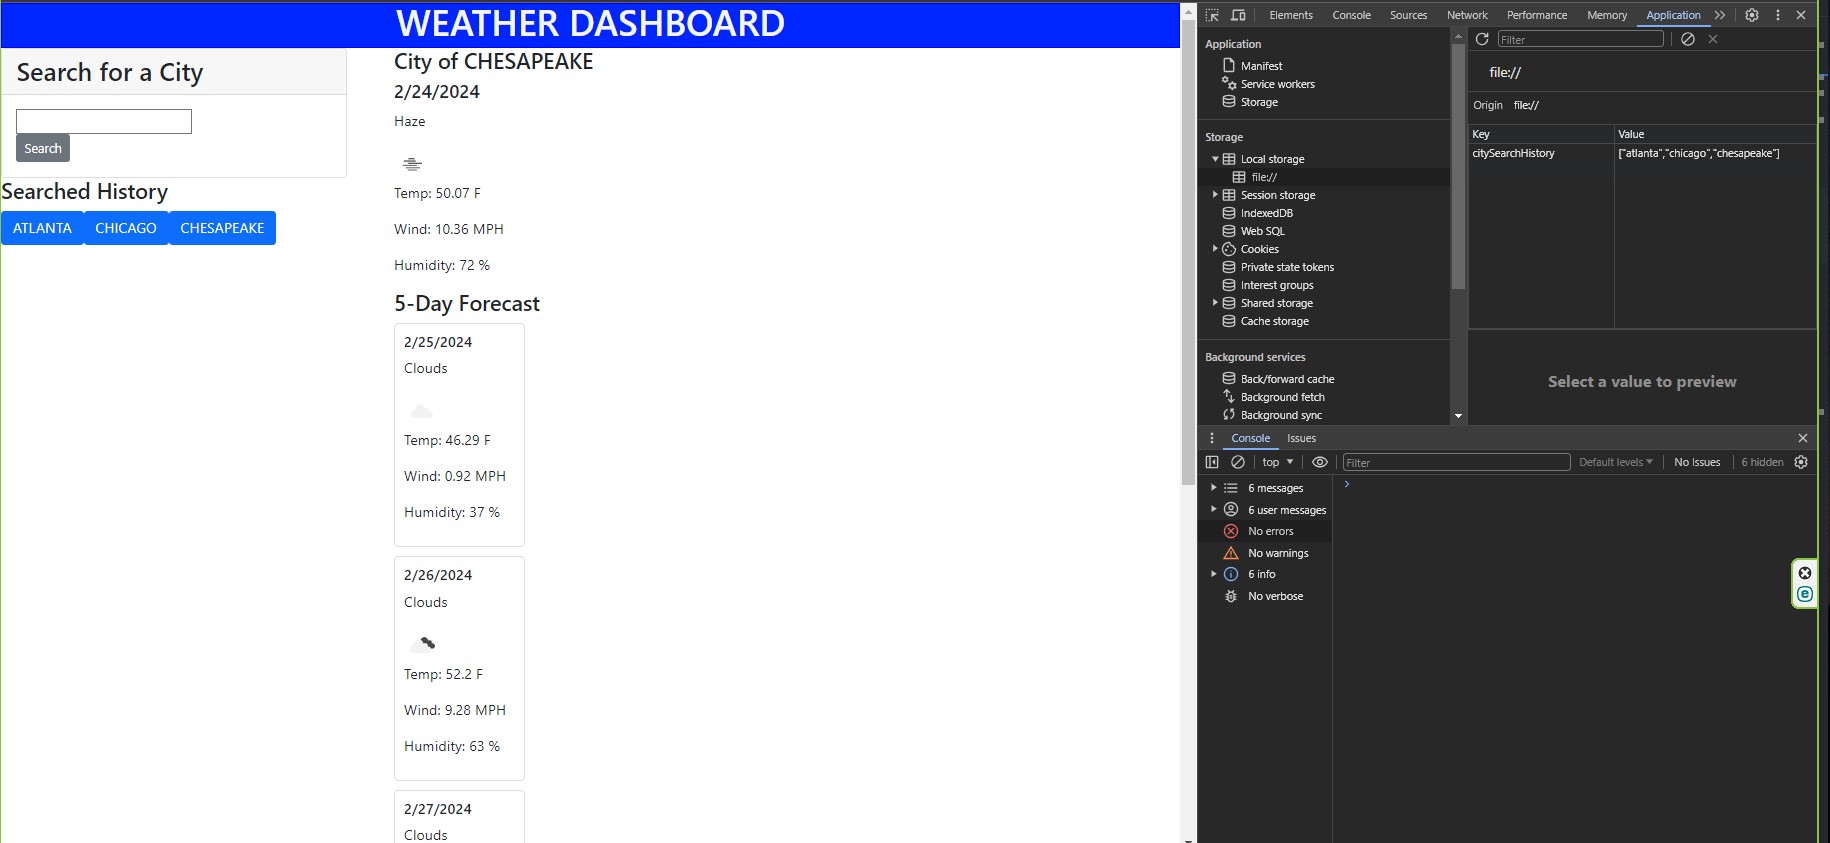 WEATHER DASHBOARD
Search for a City
Search
Searched History
ATLANTA CHICAGO CHESAPEAKE
City of CHESAPEAKE
2/24/2024
Haze
Temp: 50.07 F
Wind: 10.36 MPH
Humidity: 72 %
5-Day Forecast
2/25/2024
Clouds
Temp: 46.29 F
Wind: 0.92 MPH
Humidity: 37 %
2/26/2024
Clouds
Temp: 52.2 F
Wind: 9.28 MPH
Humidity: 63 %
2/27/2024
Clouds
Elements Console Sources Network Performance Memory Application
Application
Manifest
Service workers
Storage
Storage
Local storage
file://
Session storage
IndexedDB
Web SQL
Cookies
Private state tokens
Interest groups
Shared storage
Cache storage
Background services
Back/forward cache
Background fetch
Background sync
Filter
file://
Origin file://
Key Value
citySearchHistory ["atlanta","chicago","chesapeake"]
Select a value to preview
Console Issues
top Filter Default levels No Issues 6 hidden
6 messages
6 user messages
No errors
No warnings
6 info
No verbose